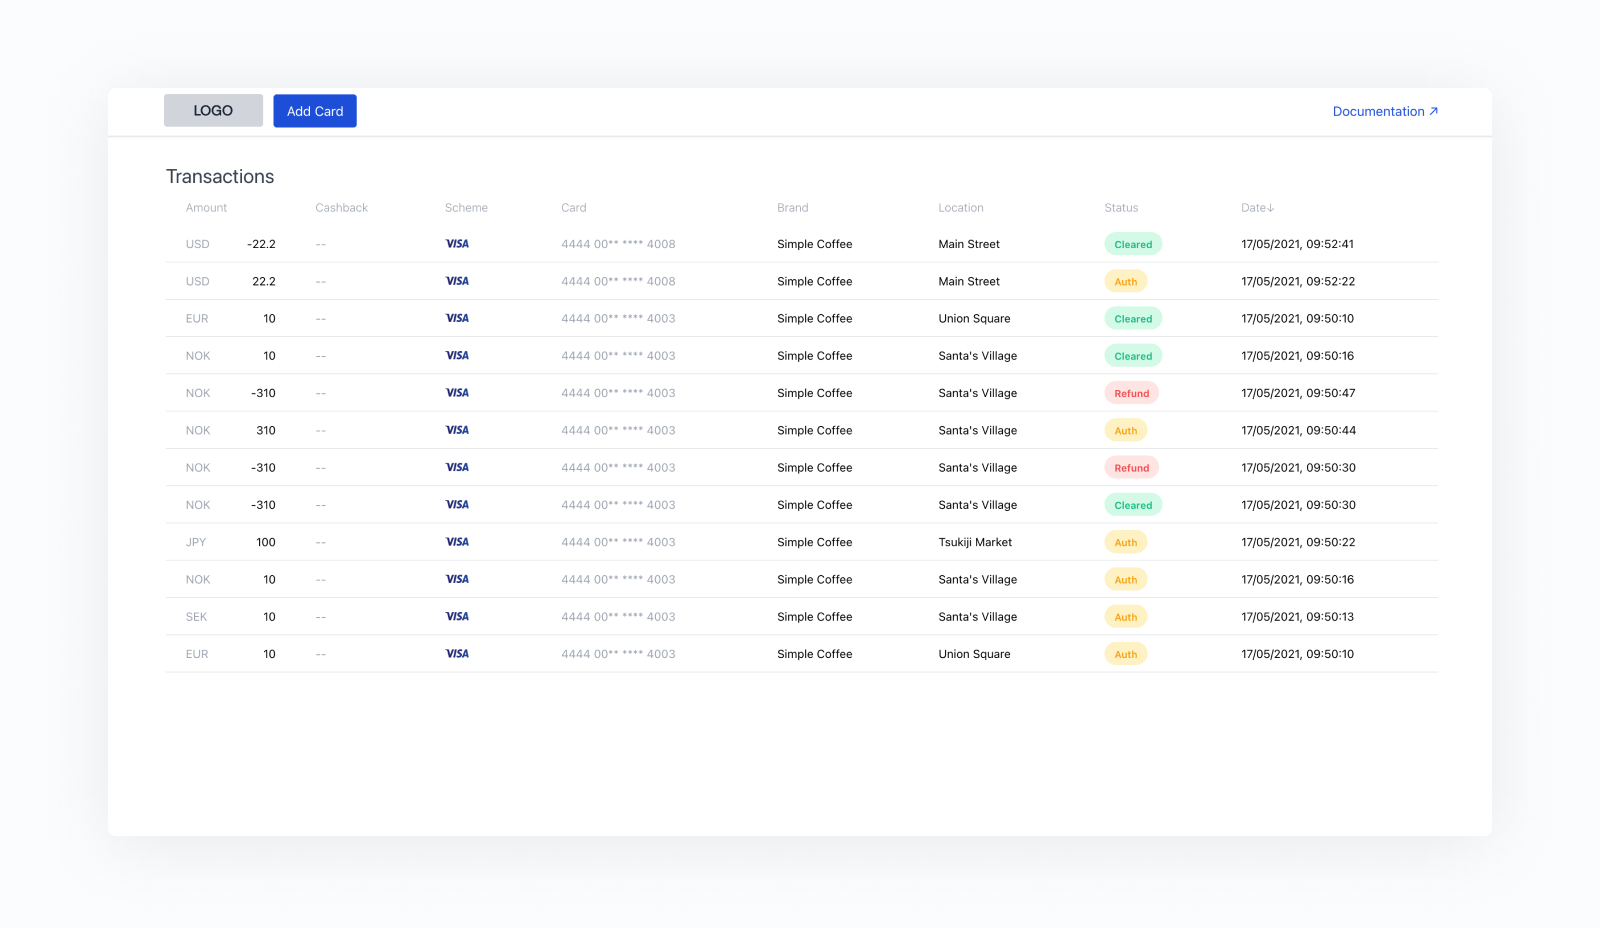 LOGO Add Card Documentation ↗
Transactions
Amount Cashback Scheme Card Brand Location Status Date↓
USD -22.2 -- VISA 4444 00** **** 4008 Simple Coffee Main Street Cleared 17/05/2021, 09:52:41
USD 22.2 -- VISA 4444 00** **** 4008 Simple Coffee Main Street Auth 17/05/2021, 09:52:22
EUR 10 -- VISA 4444 00** **** 4003 Simple Coffee Union Square Cleared 17/05/2021, 09:50:10
NOK 10 -- VISA 4444 00** **** 4003 Simple Coffee Santa's Village Cleared 17/05/2021, 09:50:16
NOK -310 -- VISA 4444 00** **** 4003 Simple Coffee Santa's Village Refund 17/05/2021, 09:50:47
NOK 310 -- VISA 4444 00** **** 4003 Simple Coffee Santa's Village Auth 17/05/2021, 09:50:44
NOK -310 -- VISA 4444 00** **** 4003 Simple Coffee Santa's Village Refund 17/05/2021, 09:50:30
NOK -310 -- VISA 4444 00** **** 4003 Simple Coffee Santa's Village Cleared 17/05/2021, 09:50:30
JPY 100 -- VISA 4444 00** **** 4003 Simple Coffee Tsukiji Market Auth 17/05/2021, 09:50:22
NOK 10 -- VISA 4444 00** **** 4003 Simple Coffee Santa's Village Auth 17/05/2021, 09:50:16
SEK 10 -- VISA 4444 00** **** 4003 Simple Coffee Santa's Village Auth 17/05/2021, 09:50:13
EUR 10 -- VISA 4444 00** **** 4003 Simple Coffee Union Square Auth 17/05/2021, 09:50:10